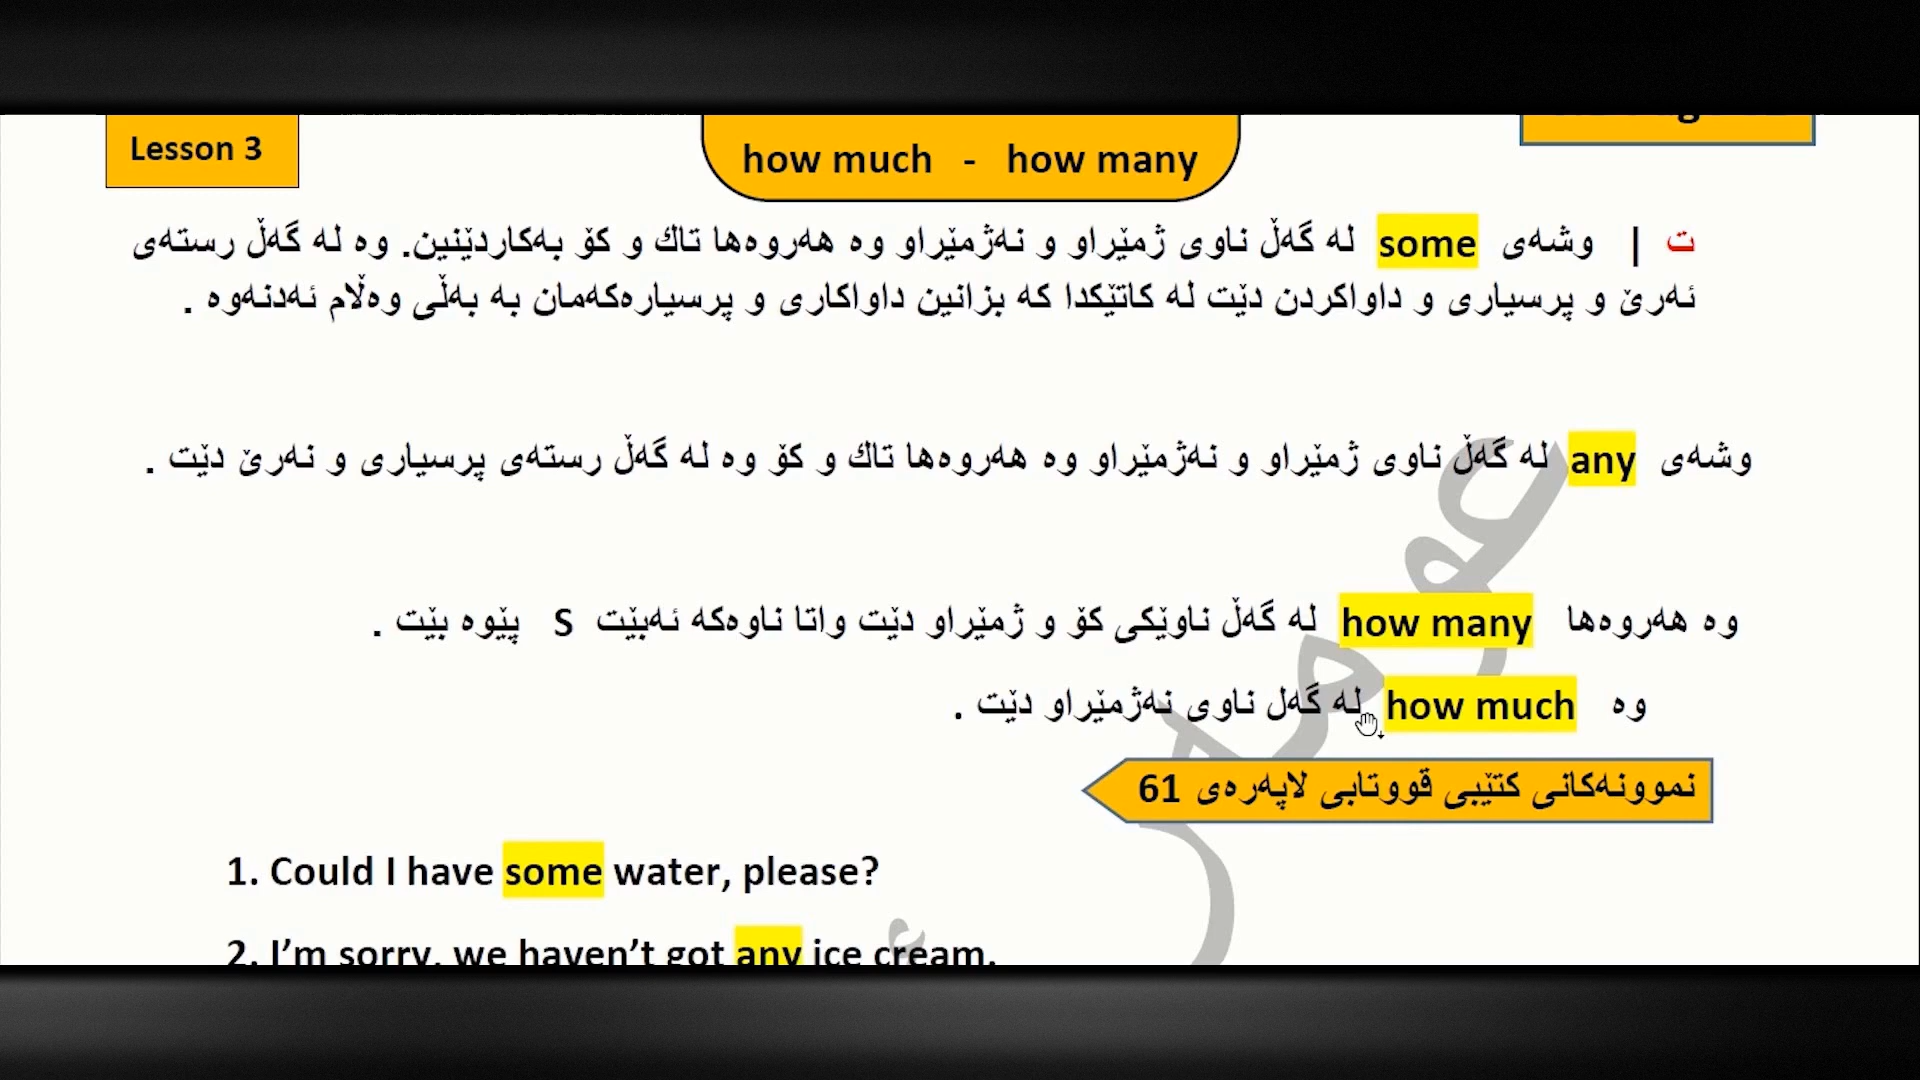 Lesson 3
how much - how many
ت | وشەی some لە گەڵ ناوی ژمێراو و نەژمێراو وە هەروەها تاك و كۆ بەكاردێنین. وە لە گەڵ رستەی
ئەرێ و پرسیاری و داواكردن دێت لە كاتێكدا كە بزانین داواكاری و پرسیارەكەمان بە بەڵی وەڵام ئەدنەوە .
وشەی any لە گەڵ ناوی ژمێراو و نەژمێراو وە هەروەها تاك و كۆ وە لە گەڵ رستەی پرسیاری و نەرێ دێت .
وە هەروەها how many لە گەڵ ناوێكی كۆ و ژمێراو دێت واتا ناوەكە ئەبێت S پێوە بێت .
وە how much لە گەل ناوی نەژمێراو دێت .
نموونەكانی كتێبی قووتابی لاپەرەی 61
1. Could I have some water, please?
2. I’m sorry, we haven’t got any ice cream.